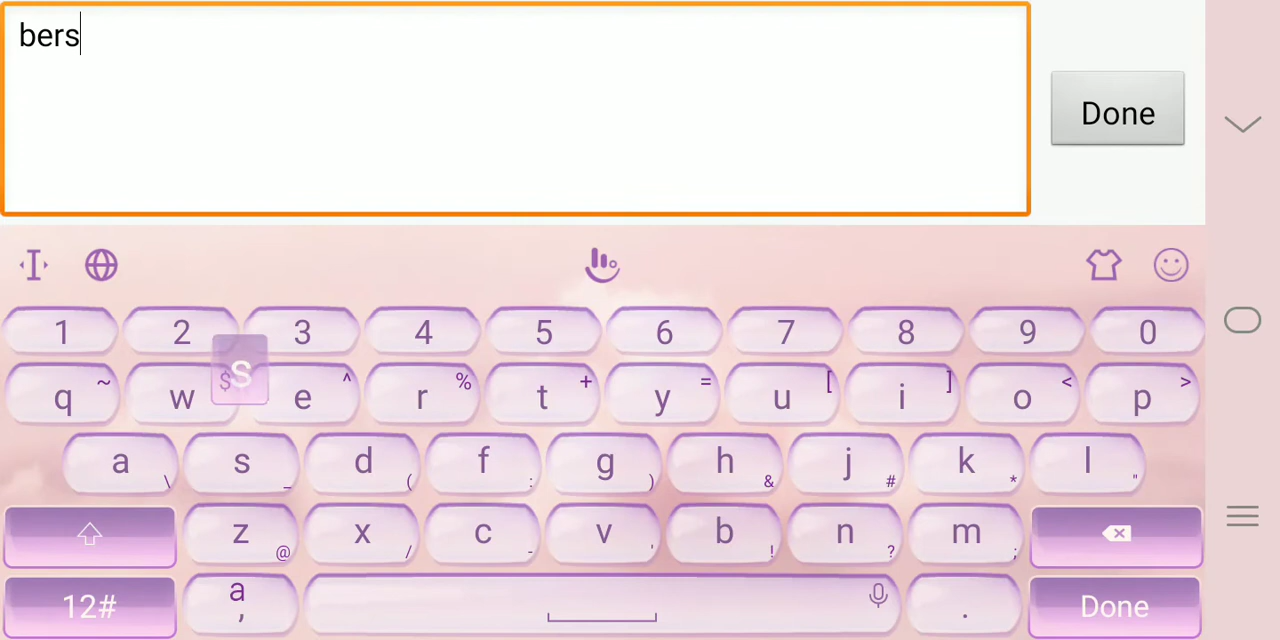 bers
Done
1 2 3 4 5 6 7 8 9 0
q ~ w $ s e ^ r % t + y = u [ i ] o < p >
a \ s _ d ( f : g ) h & j # k * l "
z @ x / c - v ' b ! n ? m ;
12# a , . Done